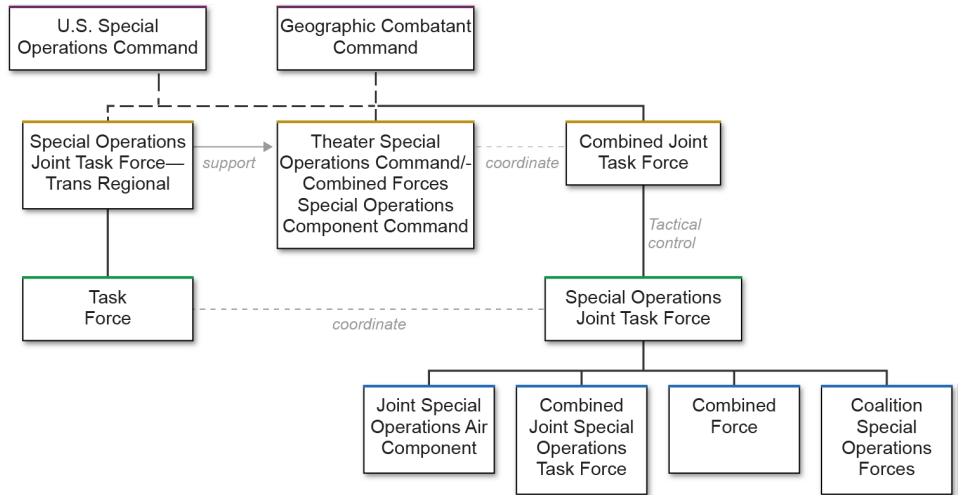 U.S. Special
Operations Command
Geographic Combatant
Command
Special Operations
Joint Task Force—
Trans Regional
support
Theater Special
Operations Command/-
Combined Forces
Special Operations
Component Command
coordinate
Combined Joint
Task Force
Tactical
control
Task
Force
coordinate
Special Operations
Joint Task Force
Joint Special
Operations Air
Component
Combined
Joint Special
Operations
Task Force
Combined
Force
Coalition
Special
Operations
Forces